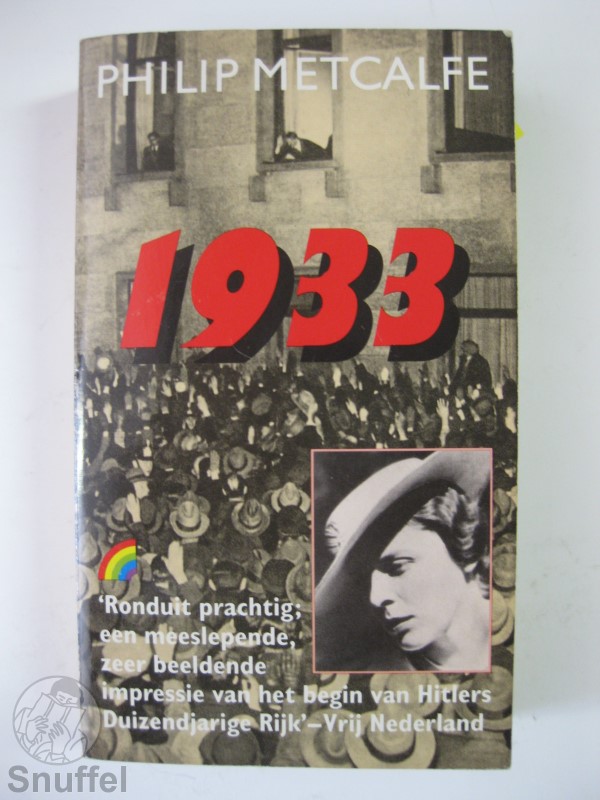 PHILIP METCALFE
1933
'Ronduit prachtig;
een meeslepende,
zeer beeldende
impressie van het begin van Hitlers
Duizendjarige Rijk'–Vrij Nederland
Snuffel